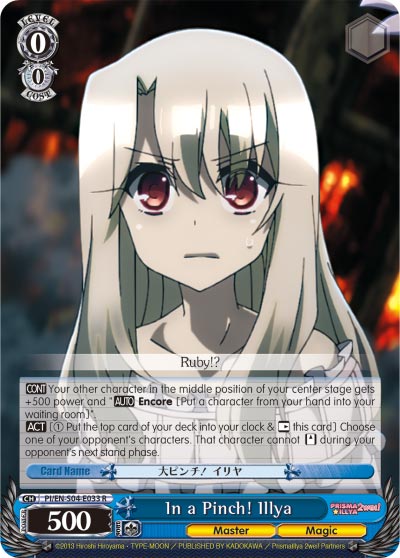 LEVEL
0
0
COST
Ruby!?
CONT Your other character in the middle position of your center stage gets
+500 power and "AUTO Encore [Put a character from your hand into your
waiting room]".
ACT [① Put the top card of your deck into your clock & this card] Choose
one of your opponent's characters. That character cannot during your
opponent's next stand phase.
Card Name 大ピンチ！ イリヤ
CH PI/EN-S04-E033 R
POWER 500
In a Pinch! Illya
Master Magic
PRISMA ILLYA 2wei!
©2013 Hiroshi Hiroyama・TYPE-MOON / PUBLISHED BY KADOKAWA / Prismaillya 2wei Partners